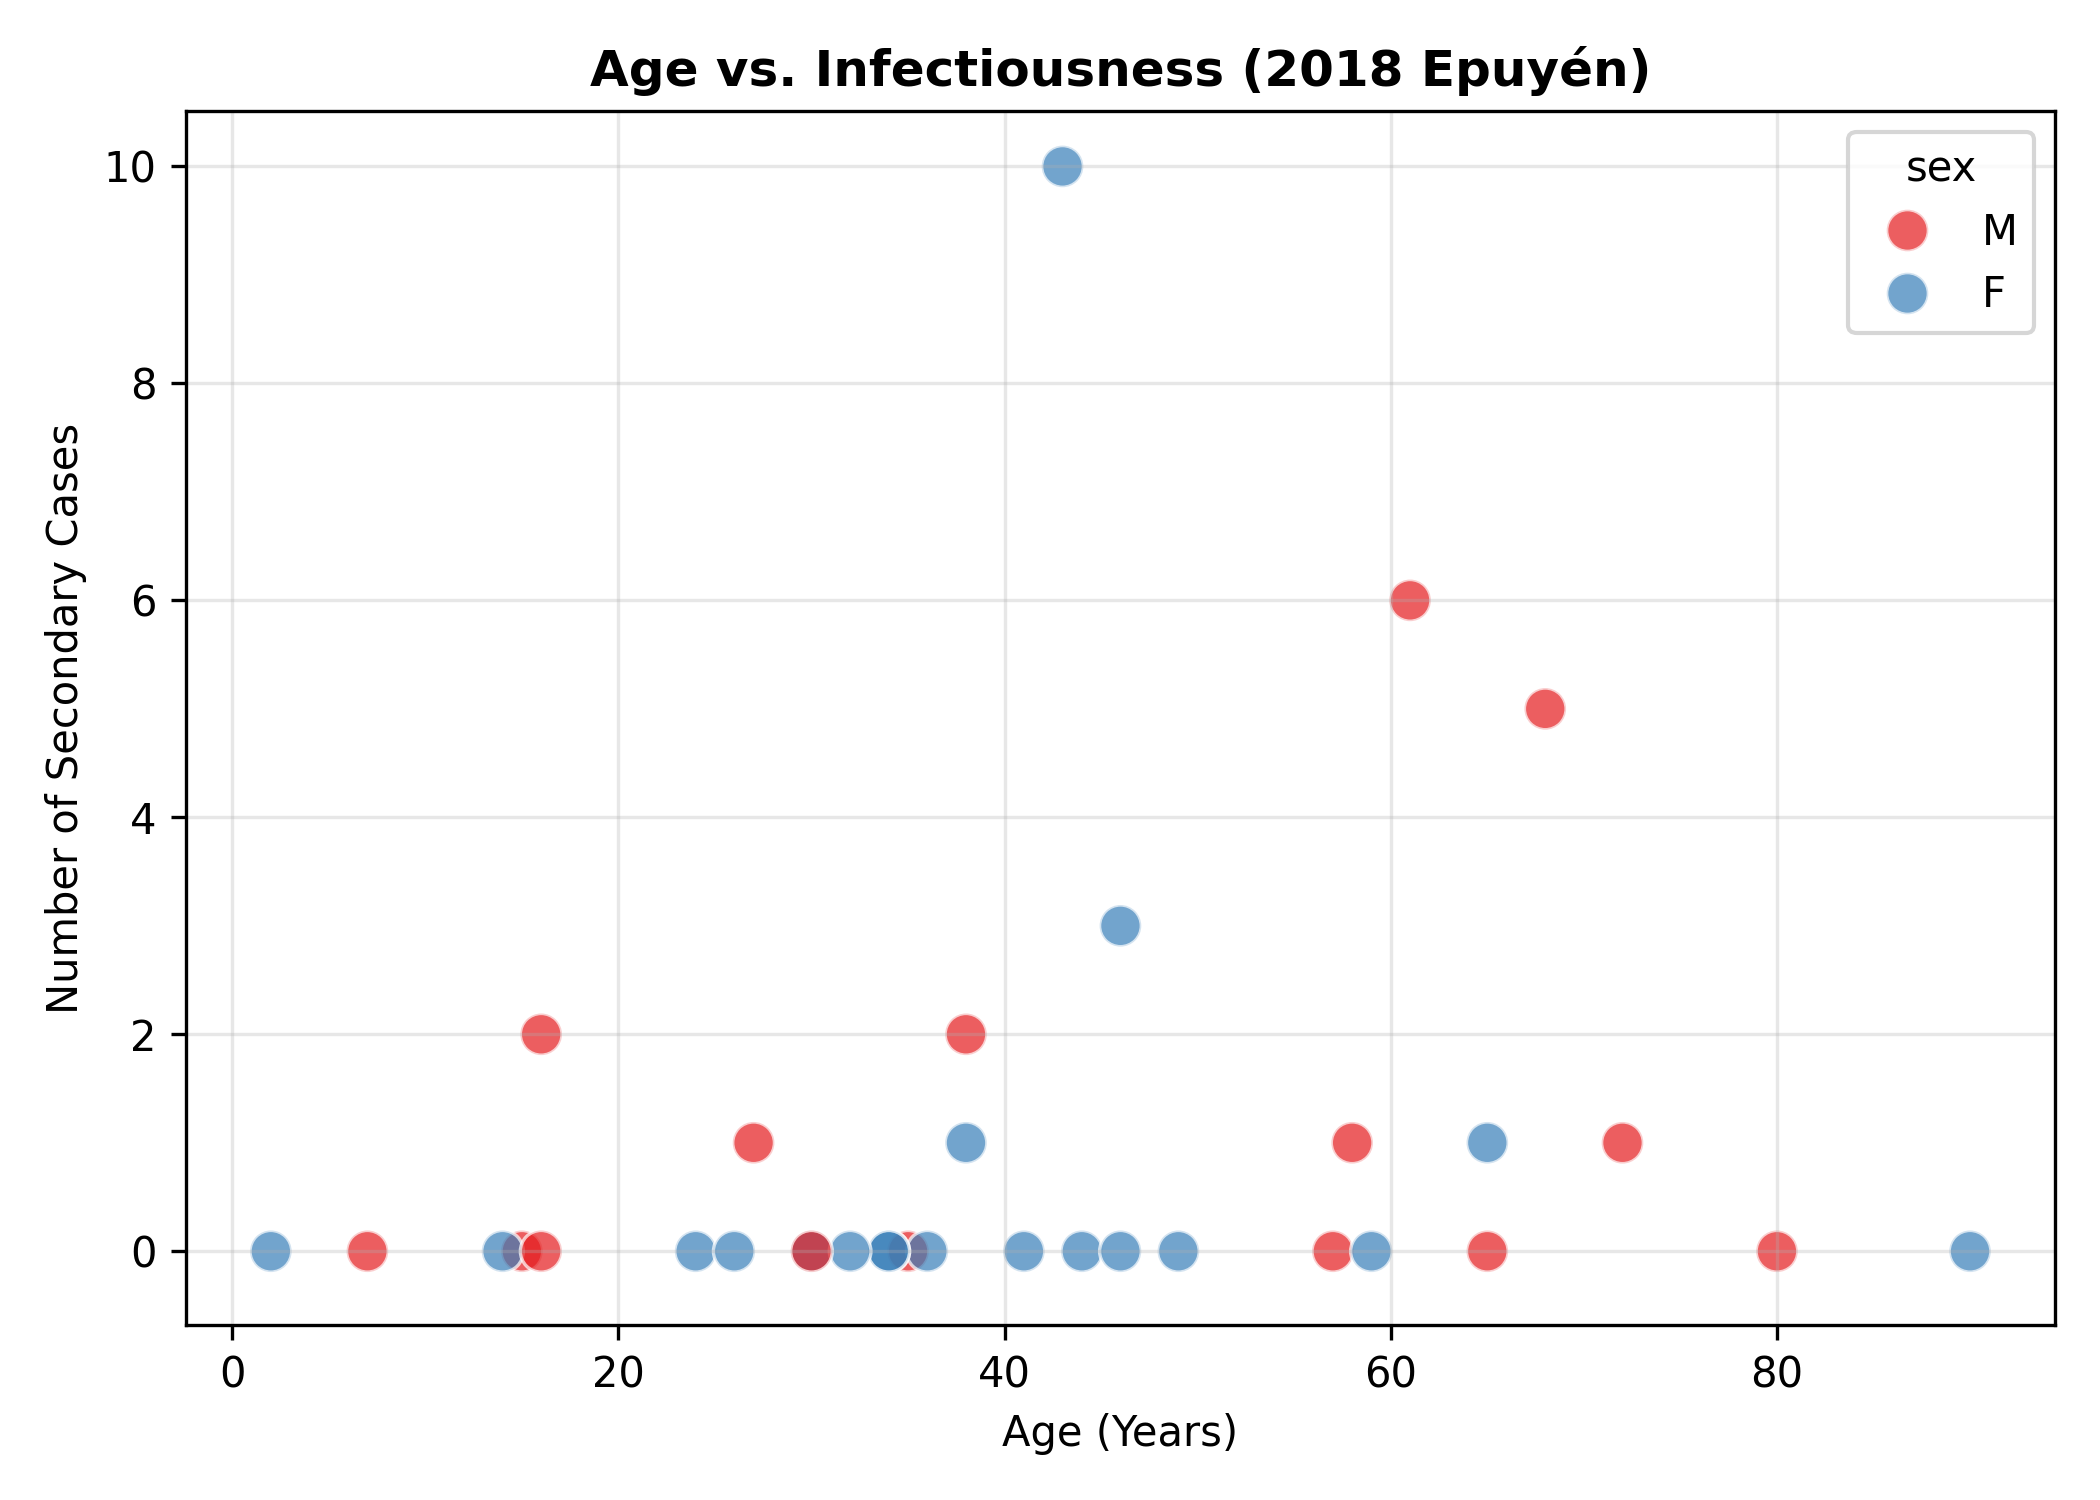 Age vs. Infectiousness (2018 Epuyén)
sex
M
F
Number of Secondary Cases
10
8
6
4
2
0
0 20 40 60 80
Age (Years)